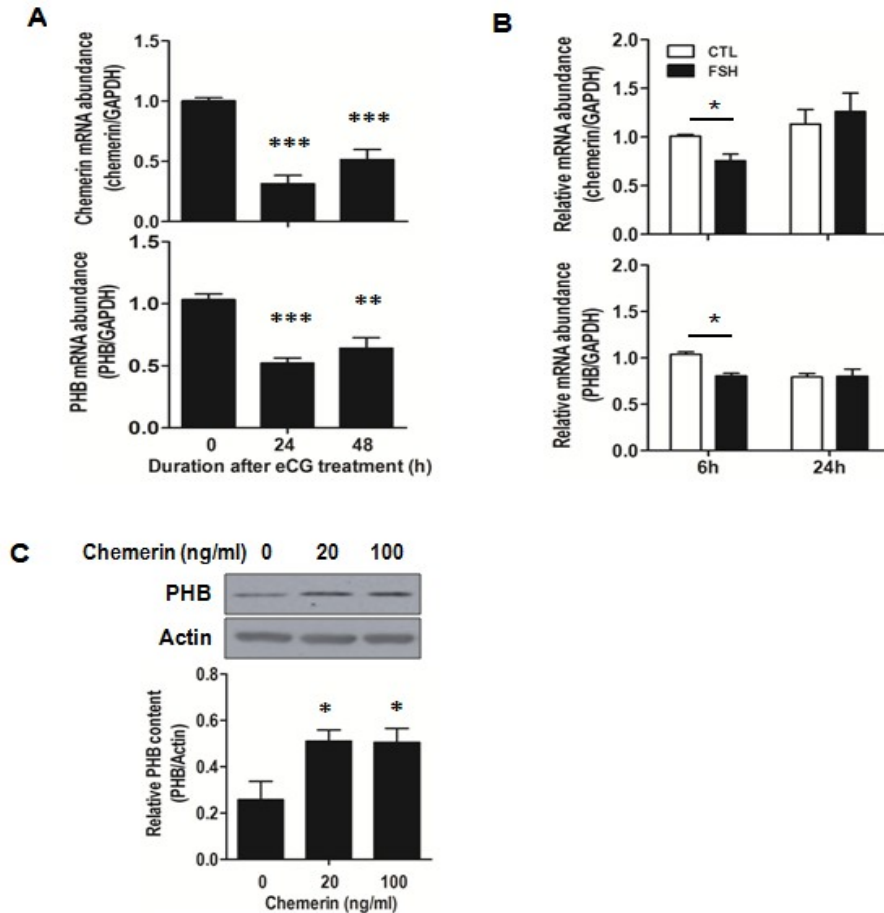 A
Chemerin mRNA abundance
(chemerin/GAPDH)
1.5
1.0
0.5
0.0
***
***
PHB mRNA abundance
(PHB/GAPDH)
1.5
1.0
0.5
0.0
***
**
0 24 48
Duration after eCG treatment (h)
B
Relative mRNA abundance
(chemerin/GAPDH)
2.0
1.5
1.0
0.5
0.0
CTL
FSH
*
Relative mRNA abundance
(PHB/GAPDH)
2.0
1.5
1.0
0.5
0.0
*
6h 24h
C
Chemerin (ng/ml) 0 20 100
PHB
Actin
Relative PHB content
(PHB/Actin)
0.8
0.6
0.4
0.2
0.0
* *
0 20 100
Chemerin (ng/ml)